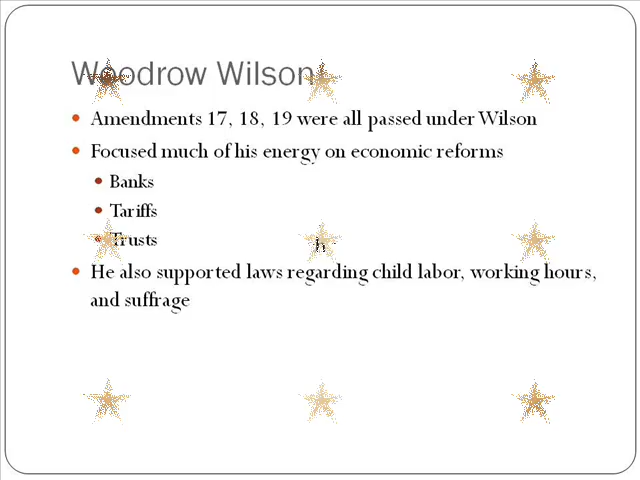 Woodrow Wilson
Amendments 17, 18, 19 were all passed under Wilson
Focused much of his energy on economic reforms
Banks
Tariffs
Trusts
h
He also supported laws regarding child labor, working hours,
and suffrage